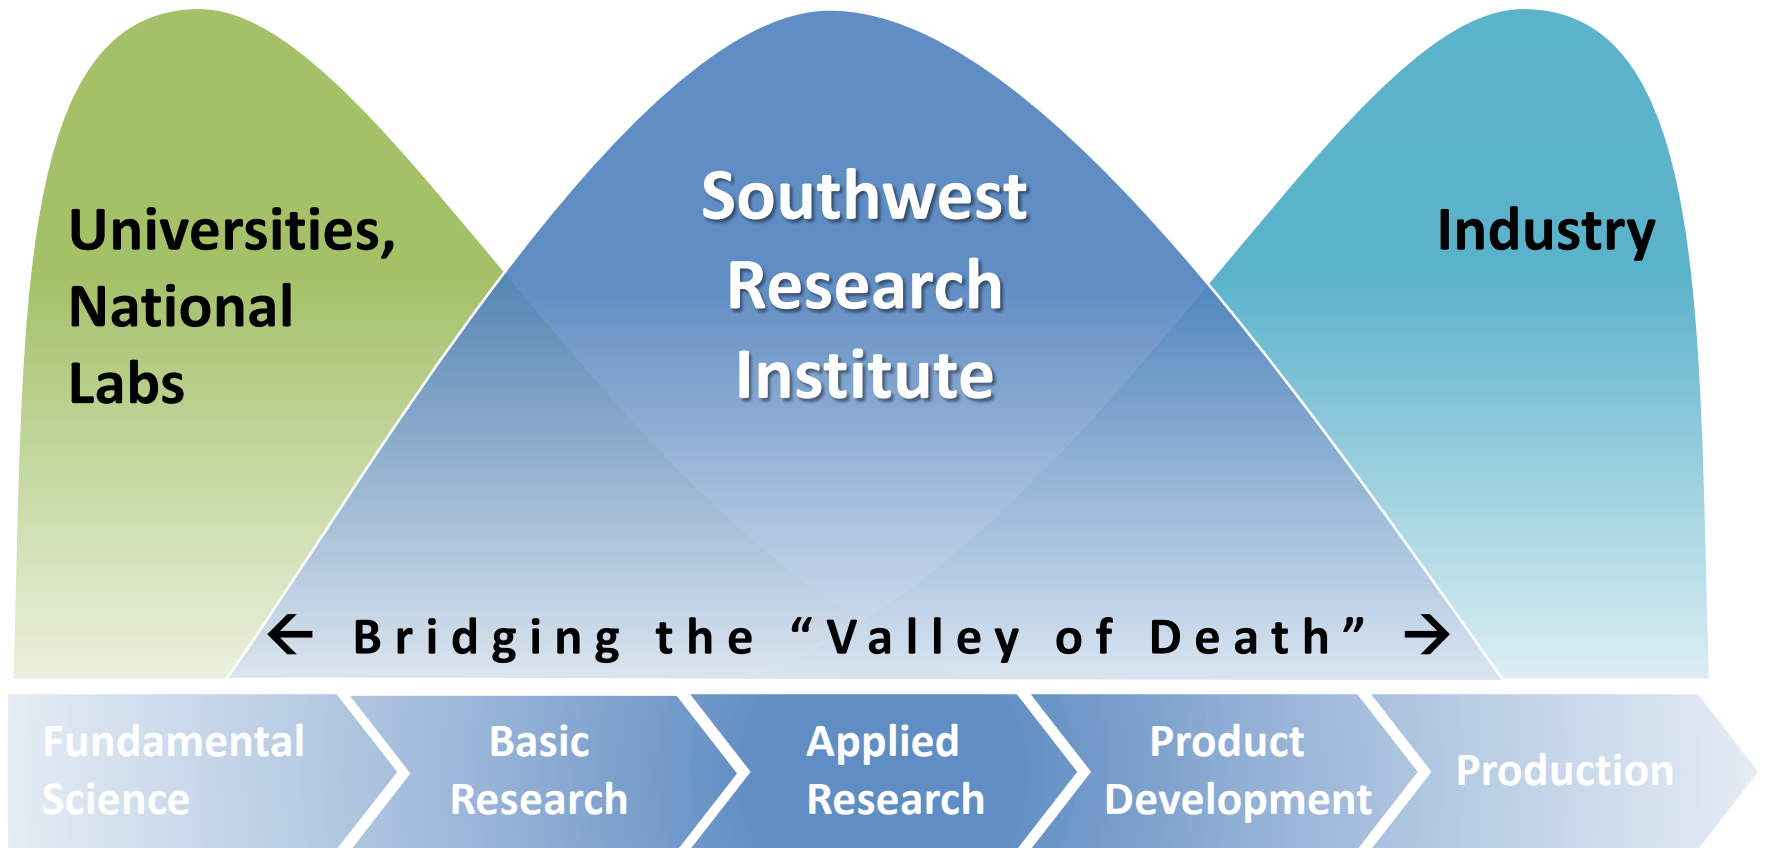 Universities,
National
Labs
Southwest
Research
Institute
Industry
← Bridging the “Valley of Death” →
Fundamental
Science
Basic
Research
Applied
Research
Product
Development
Production